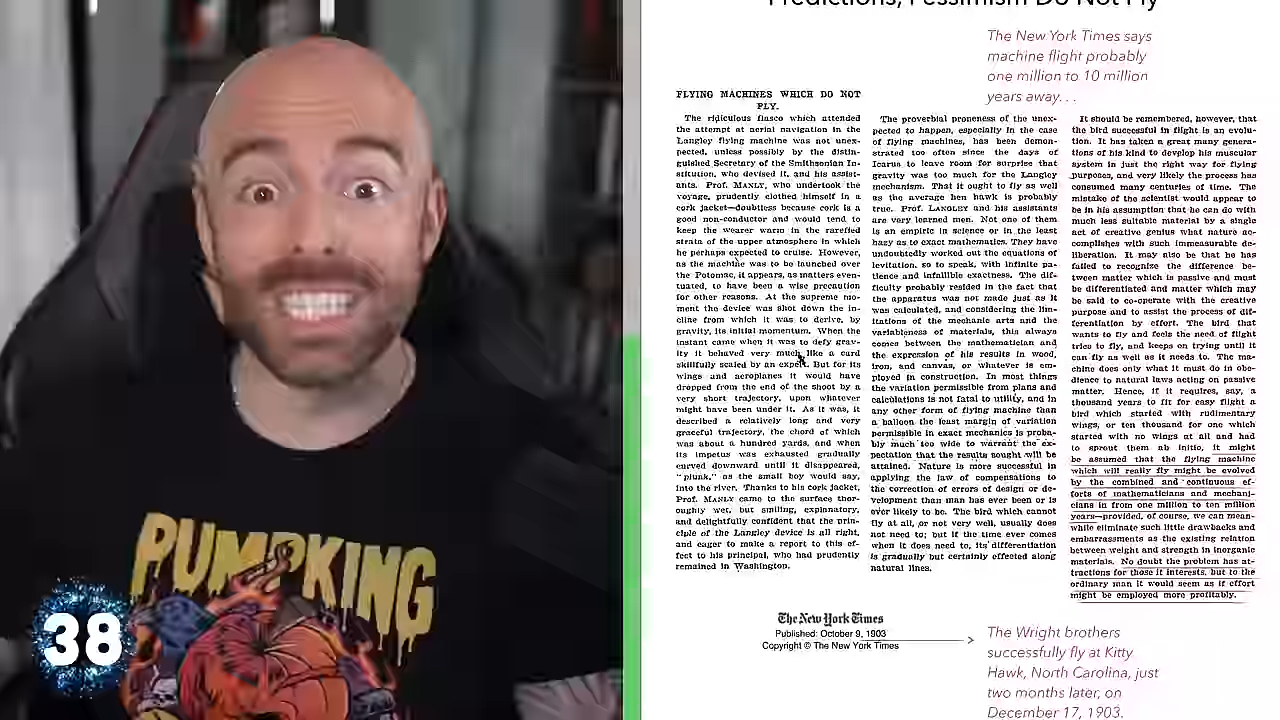 Predictions, Pessimism Do Not Fly
The New York Times says
machine flight probably
one million to 10 million
years away. . .
FLYING MACHINES WHICH DO NOT
FLY.
The ridiculous fiasco which attended
the attempt at aerial navigation in the
Langley flying machine was not unex-
pected, unless possibly by the distin-
guished Secretary of the Smithsonian In-
stitution, who devised it, and his assist-
ants. Prof. MANLY, who undertook the
voyage, prudently clothed himself in a
cork jacket—doubtless because cork is a
good non-conductor and would tend to
keep the wearer warm in the rarefied
strata of the upper atmosphere in which
he perhaps expected to cruise. However,
as the machine was to be launched over
the Potomac, it appears, as matters even-
tuated, to have been a wise precaution
for other reasons. At the supreme mo-
ment the device was shot down the in-
cline from which it was to derive, by
gravity, its initial momentum. When the
instant came when it was to defy grav-
ity it behaved very much like a card
skillfully scaled by an expert. But for its
wings and aeroplanes it would have
dropped from the end of the shoot by a
very short trajectory, upon whatever
might have been under it. As it was, it
described a relatively long and very
graceful trajectory, the chord of which
was about a hundred yards, and when
its impetus was exhausted gradually
curved downward until it disappeared,
"plunk," as the small boy would say,
into the river. Thanks to his cork jacket,
Prof. MANLY came to the surface thor-
oughly wet, but smiling, explanatory,
and delightfully confident that the prin-
ciple of the Langley device is all right,
and eager to make a report to this ef-
fect to his principal, who had prudently
remained in Washington.
The proverbial proneness of the unex-
pected to happen, especially in the case
of flying machines, has been demon-
strated too often since the days of
Icarus to leave room for surprise that
gravity was too much for the Langley
mechanism. That it ought to fly as well
as the average hen hawk is probably
true. Prof. LANGLEY and his assistants
are very learned men. Not one of them
is an empiric in science or in the least
hazy as to exact mathematics. They have
undoubtedly worked out the equations of
levitation, so to speak, with infinite pa-
tience and infallible exactness. The dif-
ficulty probably resided in the fact that
the apparatus was not made just as it
was calculated, and considering the lim-
itations of the mechanic arts and the
variableness of materials, this always
comes between the mathematician and
the expression of his results in wood,
iron, and canvas, or whatever is em-
ployed in construction. In most things
the variation permissible from plans and
calculations is not fatal to utility, and in
any other form of flying machine than
a balloon the least margin of variation
permissible in exact mechanics is proba-
bly much too wide to warrant the ex-
pectation that the results sought will be
attained. Nature is more successful in
applying the law of compensations to
the correction of errors of design or de-
velopment than man has ever been or is
ever likely to be. The bird which cannot
fly at all, or not very well, usually does
not need to; but if the time ever comes
when it does need to, its differentiation
is gradually but certainly effected along
natural lines.
It should be remembered, however, that
the bird successful in flight is an evolu-
tion. It has taken a great many genera-
tions of his kind to develop his muscular
system in just the right way for flying
purposes, and very likely the process has
consumed many centuries of time. The
mistake of the scientist would appear to
be in his assumption that he can do with
much less suitable material by a single
act of creative genius what nature ac-
complishes with such immeasurable de-
liberation. It may also be that he has
failed to recognize the difference be-
tween matter which is passive and must
be differentiated and matter which may
be said to co-operate with the creative
purpose and to assist the process of dif-
ferentiation by effort. The bird that
wants to fly and feels the need of flight
tries to fly, and keeps on trying until it
can fly as well as it needs to. The ma-
chine does only what it must do in obe-
dience to natural laws acting on passive
matter. Hence, if it requires, say, a
thousand years to fit for easy flight a
bird which started with rudimentary
wings, or ten thousand for one which
started with no wings at all and had
to sprout them ab initio, it might
be assumed that the flying machine
which will really fly might be evolved
by the combined and continuous ef-
forts of mathematicians and mechani-
cians in from one million to ten million
years—provided, of course, we can mean-
while eliminate such little drawbacks and
embarrassments as the existing relation
between weight and strength in inorganic
materials. No doubt the problem has at-
tractions for those it interests, but to the
ordinary man it would seem as if effort
might be employed more profitably.
The New York Times
Published: October 9, 1903
Copyright © The New York Times
The Wright brothers
successfully fly at Kitty
Hawk, North Carolina, just
two months later, on
December 17, 1903.
PUMPKING
38